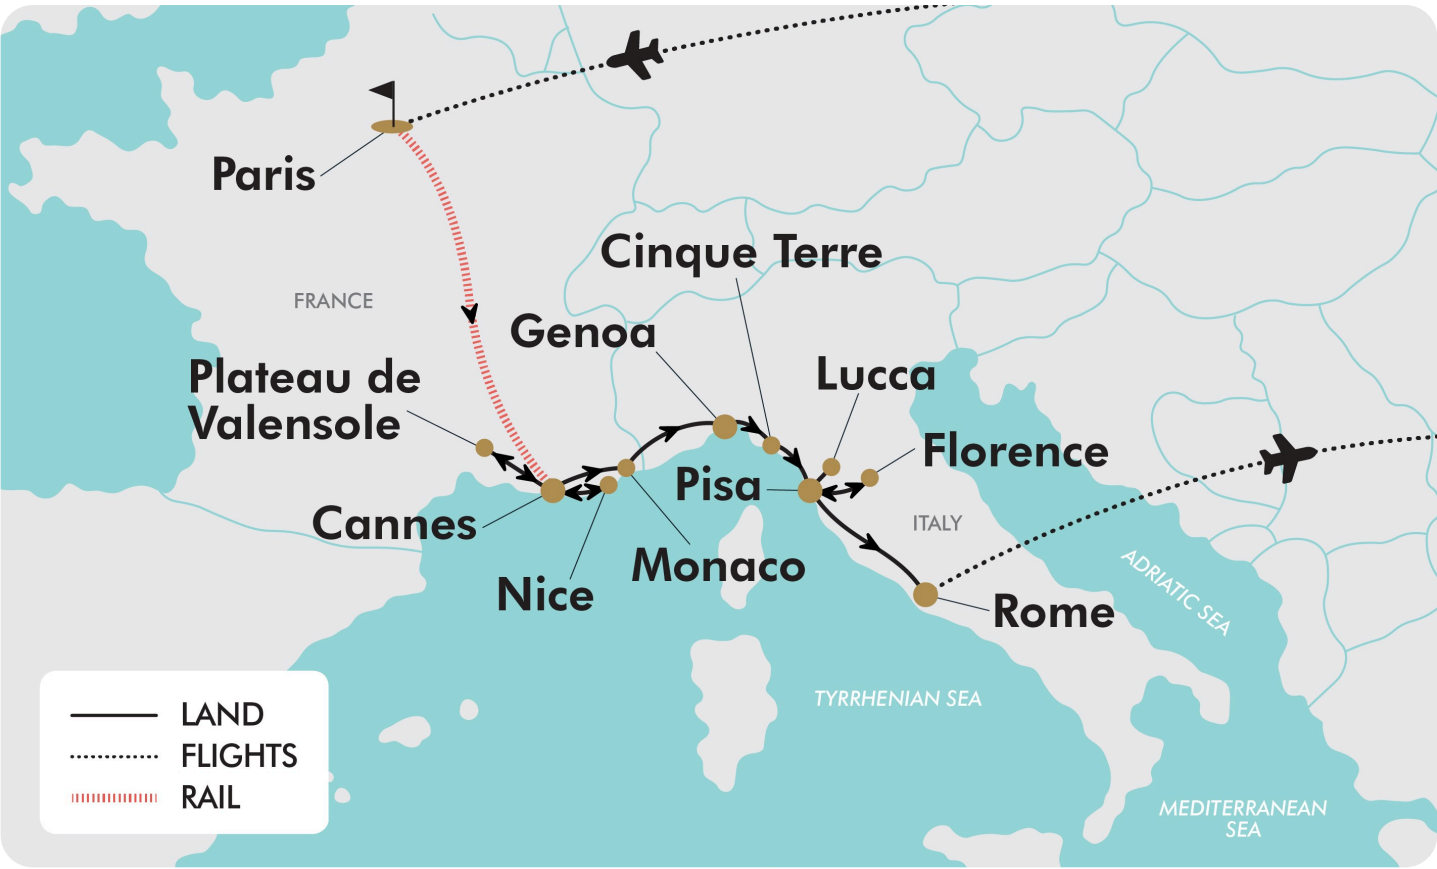 Paris
Cinque Terre
FRANCE
Genoa
Plateau de
Valensole
Lucca
Florence
Pisa
Cannes
ITALY
Monaco
Nice
ADRIATIC SEA
Rome
TYRRHENIAN SEA
LAND
FLIGHTS
RAIL
MEDITERRANEAN
SEA